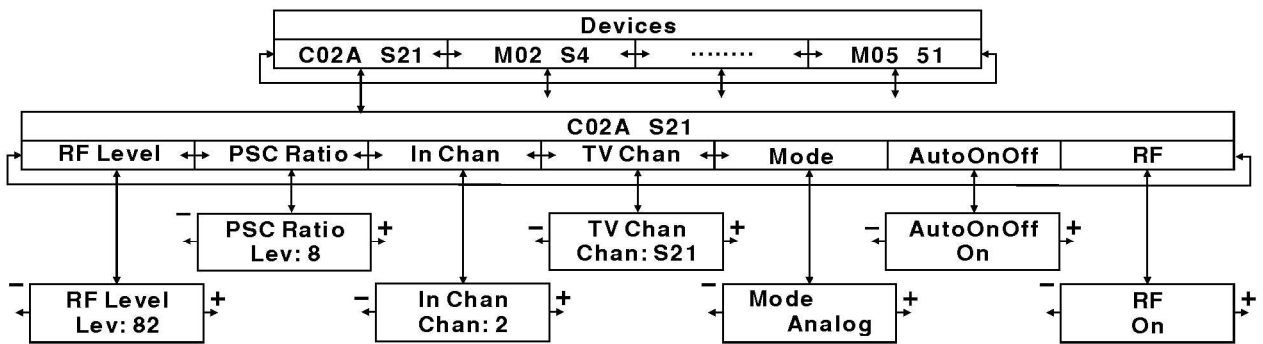 Devices
C02A S21 M02 S4 ........ M05 51
C02A S21
RF Level PSC Ratio In Chan TV Chan Mode AutoOnOff RF
- PSC Ratio +
Lev: 8
- TV Chan +
Chan: S21
- AutoOnOff +
On
- RF Level +
Lev: 82
- In Chan +
Chan: 2
- Mode +
Analog
- RF +
On